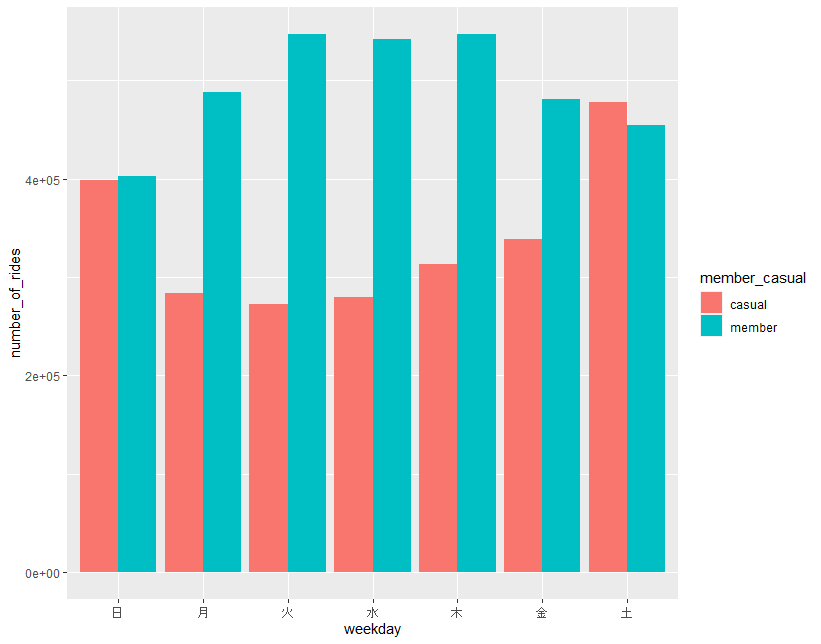 number_of_rides
4e+05
2e+05
0e+00
日 月 火 水 木 金 土
weekday
member_casual
casual
member